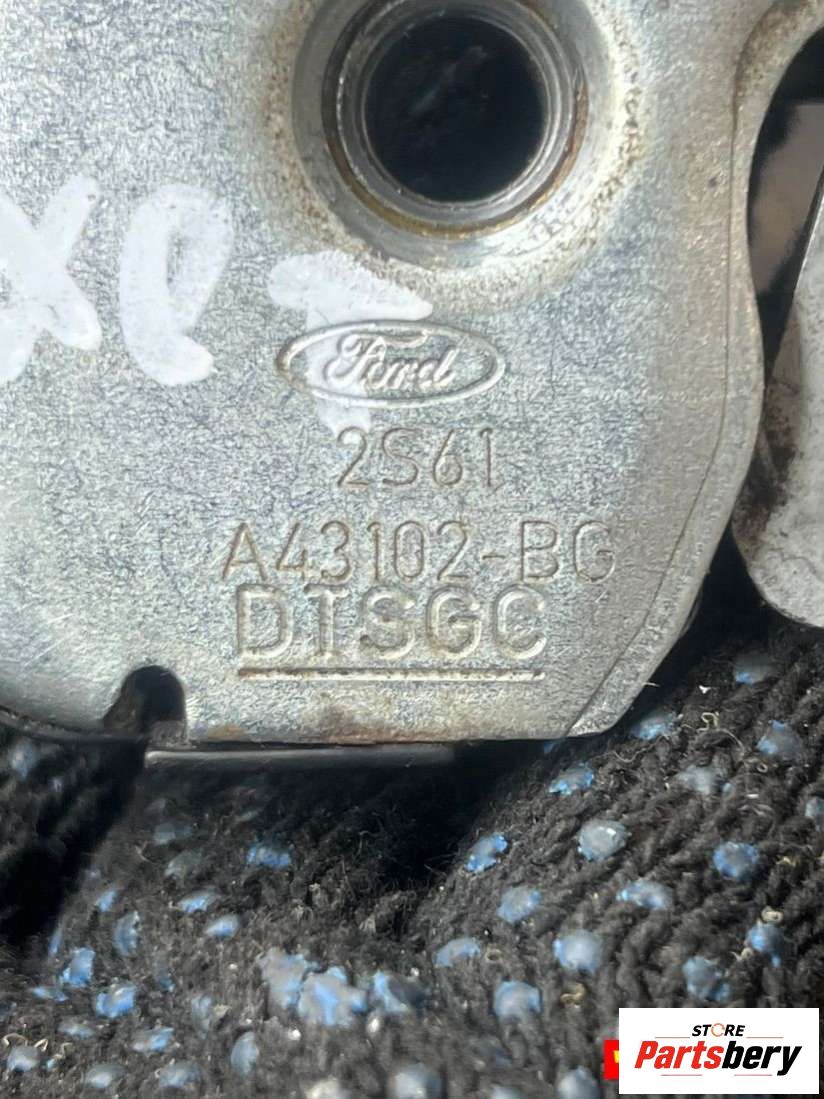 Ford
2S61
A43102-BG
DTSGC
STORE
Partsbery